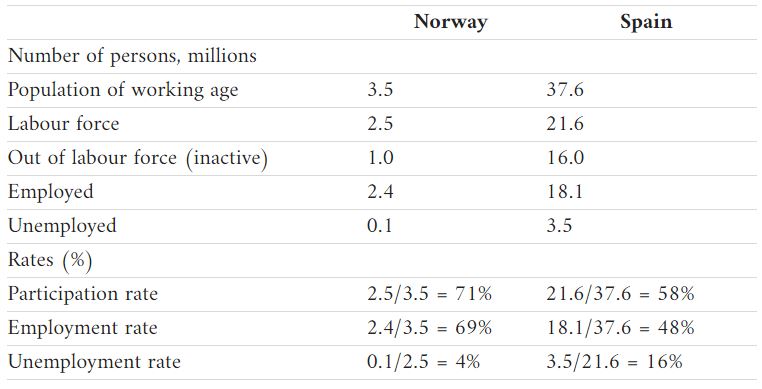 Norway Spain
Number of persons, millions
Population of working age 3.5 37.6
Labour force 2.5 21.6
Out of labour force (inactive) 1.0 16.0
Employed 2.4 18.1
Unemployed 0.1 3.5
Rates (%)
Participation rate 2.5/3.5 = 71% 21.6/37.6 = 58%
Employment rate 2.4/3.5 = 69% 18.1/37.6 = 48%
Unemployment rate 0.1/2.5 = 4% 3.5/21.6 = 16%